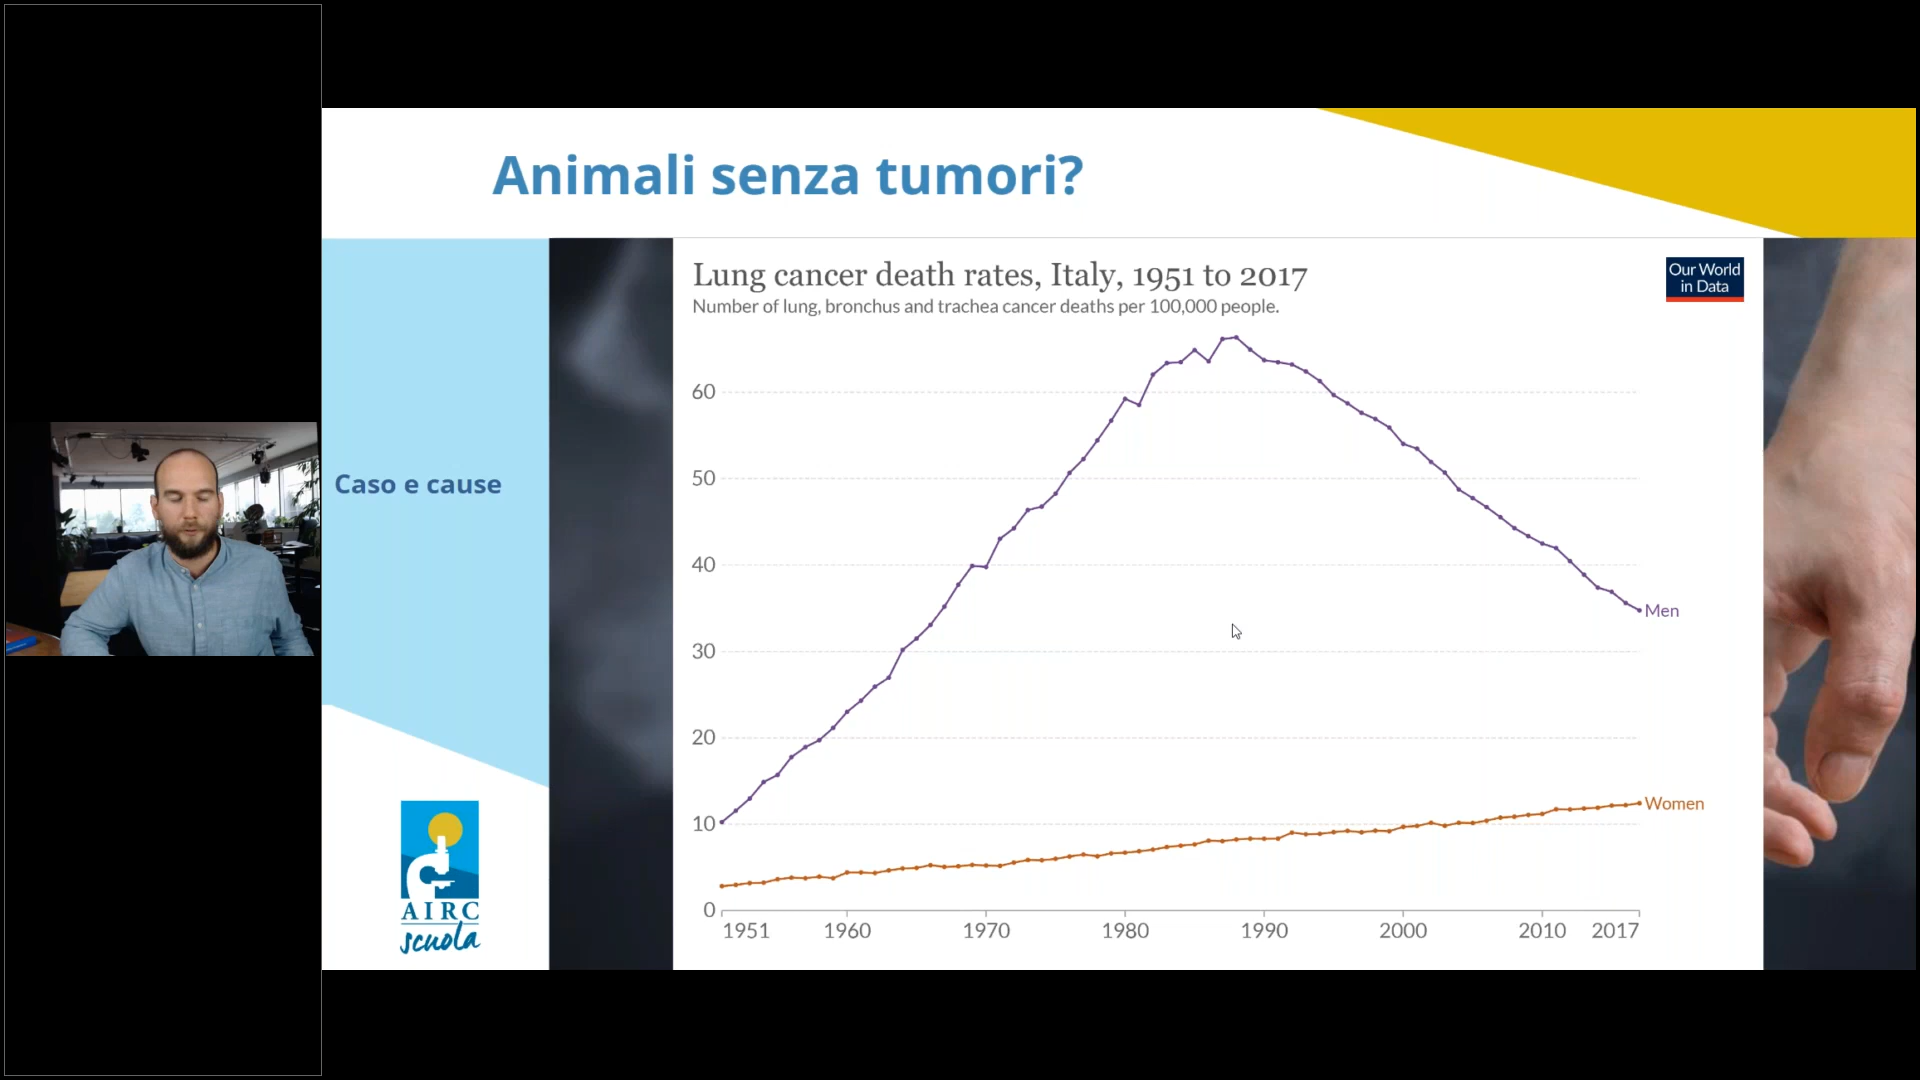 Animali senza tumori?
Caso e cause
Lung cancer death rates, Italy, 1951 to 2017
Number of lung, bronchus and trachea cancer deaths per 100,000 people.
Our World
in Data
60
50
40
30
20
10
0
Men
Women
1951 1960 1970 1980 1990 2000 2010 2017
AIRC
scuola